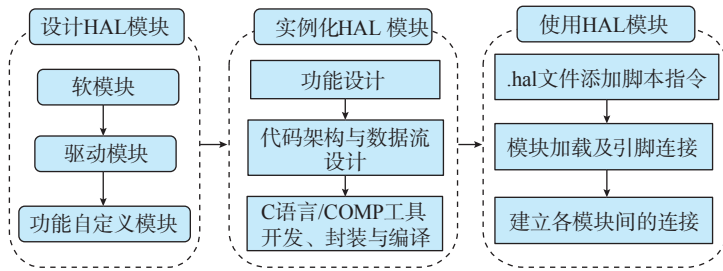 设计HAL模块
软模块
驱动模块
功能自定义模块
实例化HAL 模块
功能设计
代码架构与数据流
设计
C语言/COMP工具
开发、封装与编译
使用HAL模块
.hal文件添加脚本指令
模块加载及引脚连接
建立各模块间的连接